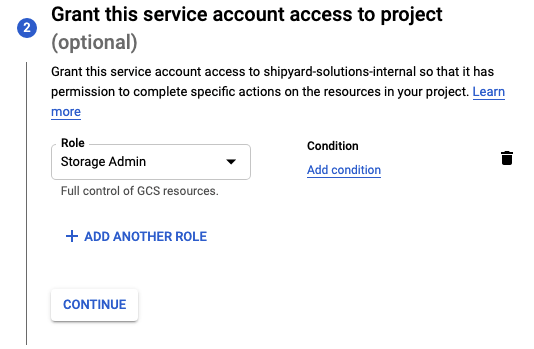 2
Grant this service account access to project
(optional)
Grant this service account access to shipyard-solutions-internal so that it has
permission to complete specific actions on the resources in your project. Learn
more
Role
Storage Admin
Full control of GCS resources.
Condition
Add condition
ADD ANOTHER ROLE
CONTINUE